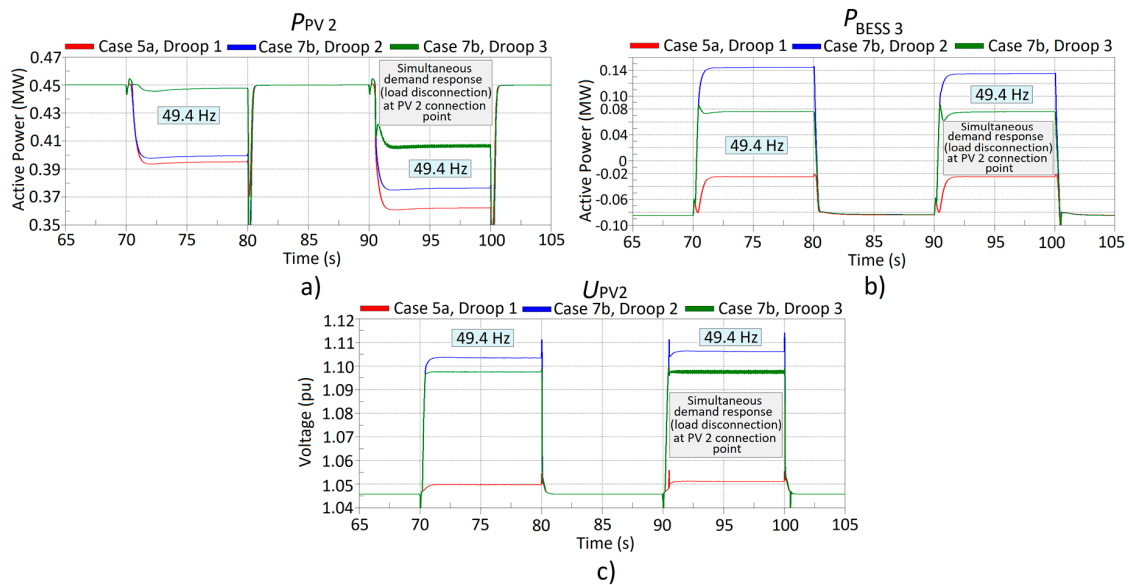 PPV 2
Case 5a, Droop 1 Case 7b, Droop 2 Case 7b, Droop 3
Active Power (MW)
0.47
0.45
0.43
0.41
0.39
0.37
0.35
49.4 Hz
Simultaneous
demand response
(load disconnection)
at PV 2 connection
point
49.4 Hz
65 70 75 80 85 90 95 100 105
Time (s)
a)
PBESS 3
Case 5a, Droop 1 Case 7b, Droop 2 Case 7b, Droop 3
Active Power (MW)
0.14
0.08
0.04
0
-0.02
-0.06
-0.10
49.4 Hz
49.4 Hz
Simultaneous
demand response
(load disconnection)
at PV 2 connection
point
65 70 75 80 85 90 95 100 105
Time (s)
b)
UPV2
Case 5a, Droop 1 Case 7b, Droop 2 Case 7b, Droop 3
Voltage (pu)
1.12
1.11
1.10
1.09
1.08
1.07
1.06
1.05
1.04
49.4 Hz
49.4 Hz
Simultaneous
demand response
(load disconnection)
at PV 2 connection
point
65 70 75 80 85 90 95 100 105
Time (s)
c)